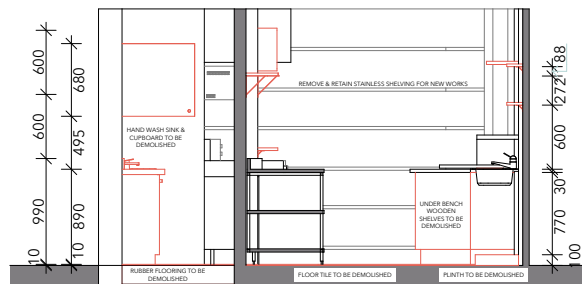 600
600
990
10
680
495
890
10
HAND WASH SINK &
CUPBOARD TO BE
DEMOLISHED
REMOVE & RETAIN STAINLESS SHELVING FOR NEW WORKS
UNDER BENCH
WOODEN
SHELVES TO BE
DEMOLISHED
188
272
600
30
770
100
RUBBER FLOORING TO BE
DEMOLISHED
FLOOR TILE TO BE DEMOLISHED
PLINTH TO BE DEMOLISHED